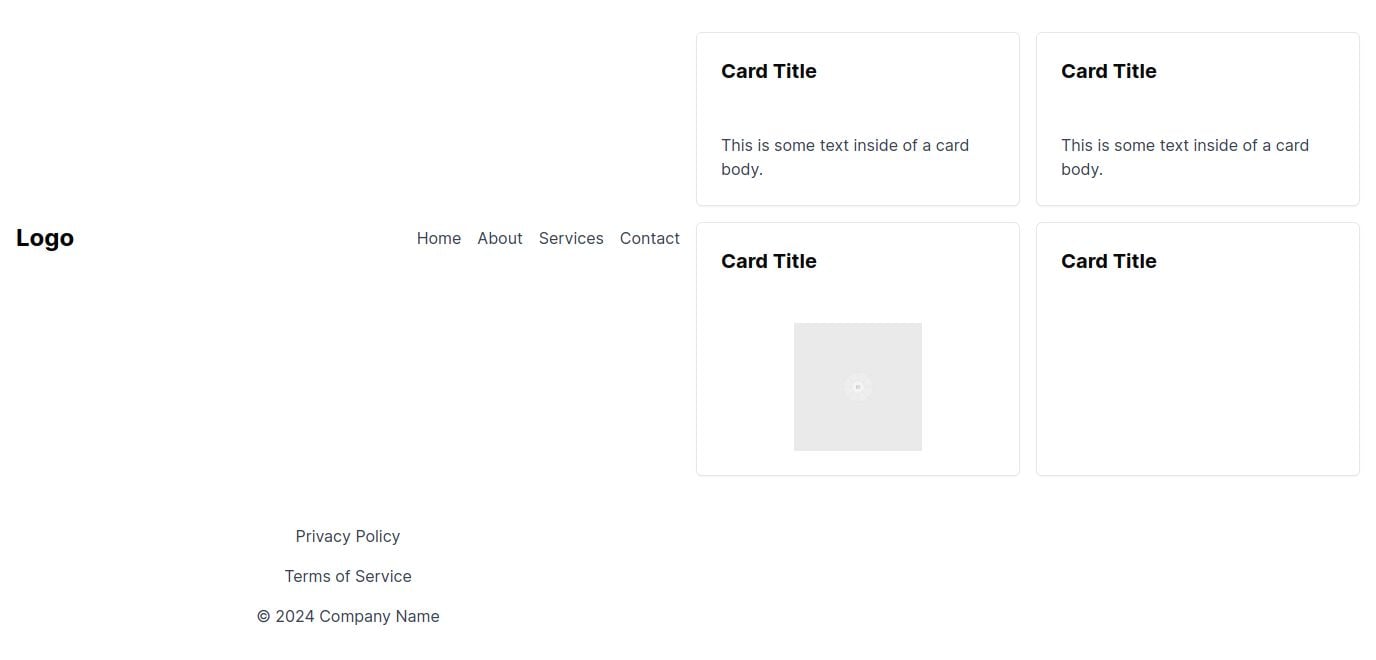 Logo
Home About Services Contact
Card Title
This is some text inside of a card
body.
Card Title
This is some text inside of a card
body.
Card Title
Card Title
Privacy Policy
Terms of Service
© 2024 Company Name